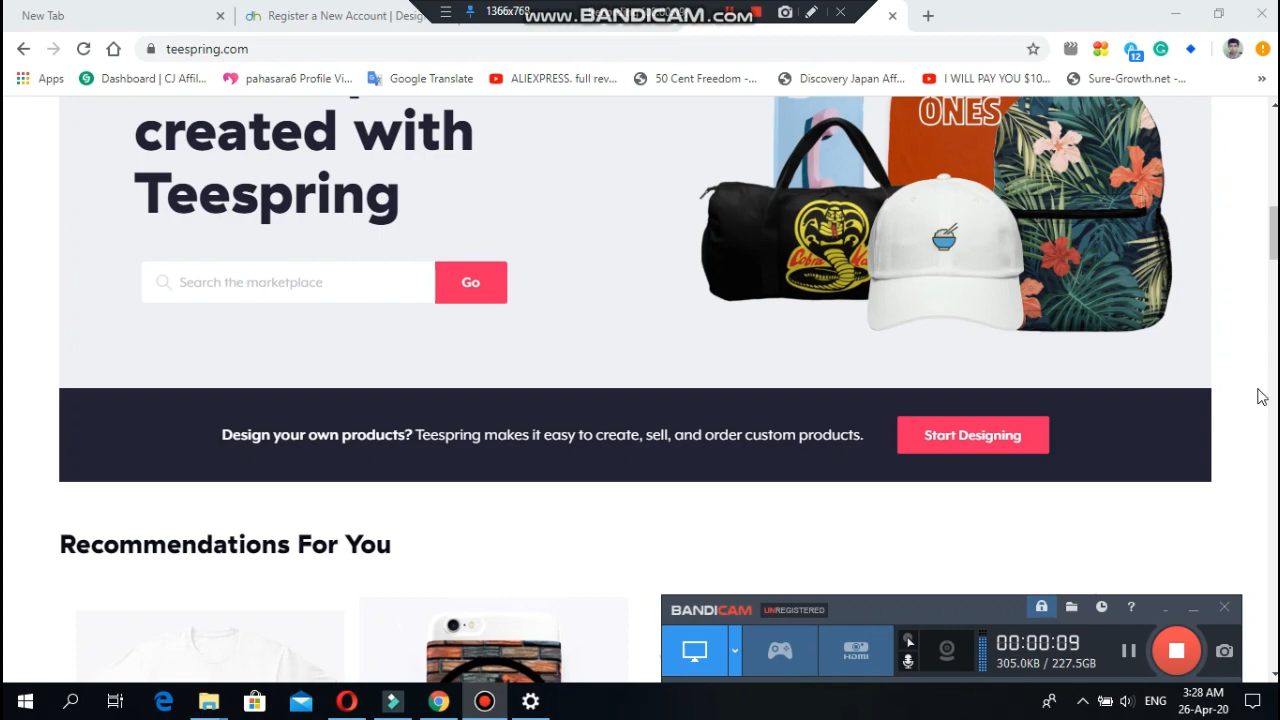 New Tab
Register a New Account | Desig
1366x768
www.BANDICAM.com
teespring.com
12
Apps
Dashboard | CJ Affil...
pahasara6 Profile Vi...
Google Translate
ALIEXPRESS. full rev...
50 Cent Freedom -...
Discovery Japan Aff...
I WILL PAY YOU $10...
Sure-Growth.net -...
»
created with
Teespring
ONES
Cobra
Search the marketplace
Go
Design your own products? Teespring makes it easy to create, sell, and order custom products.
Start Designing
Recommendations For You
BANDICAM UNREGISTERED
HDMI
00:00:09
305.0KB / 227.5GB
ENG
3:28 AM
26-Apr-20